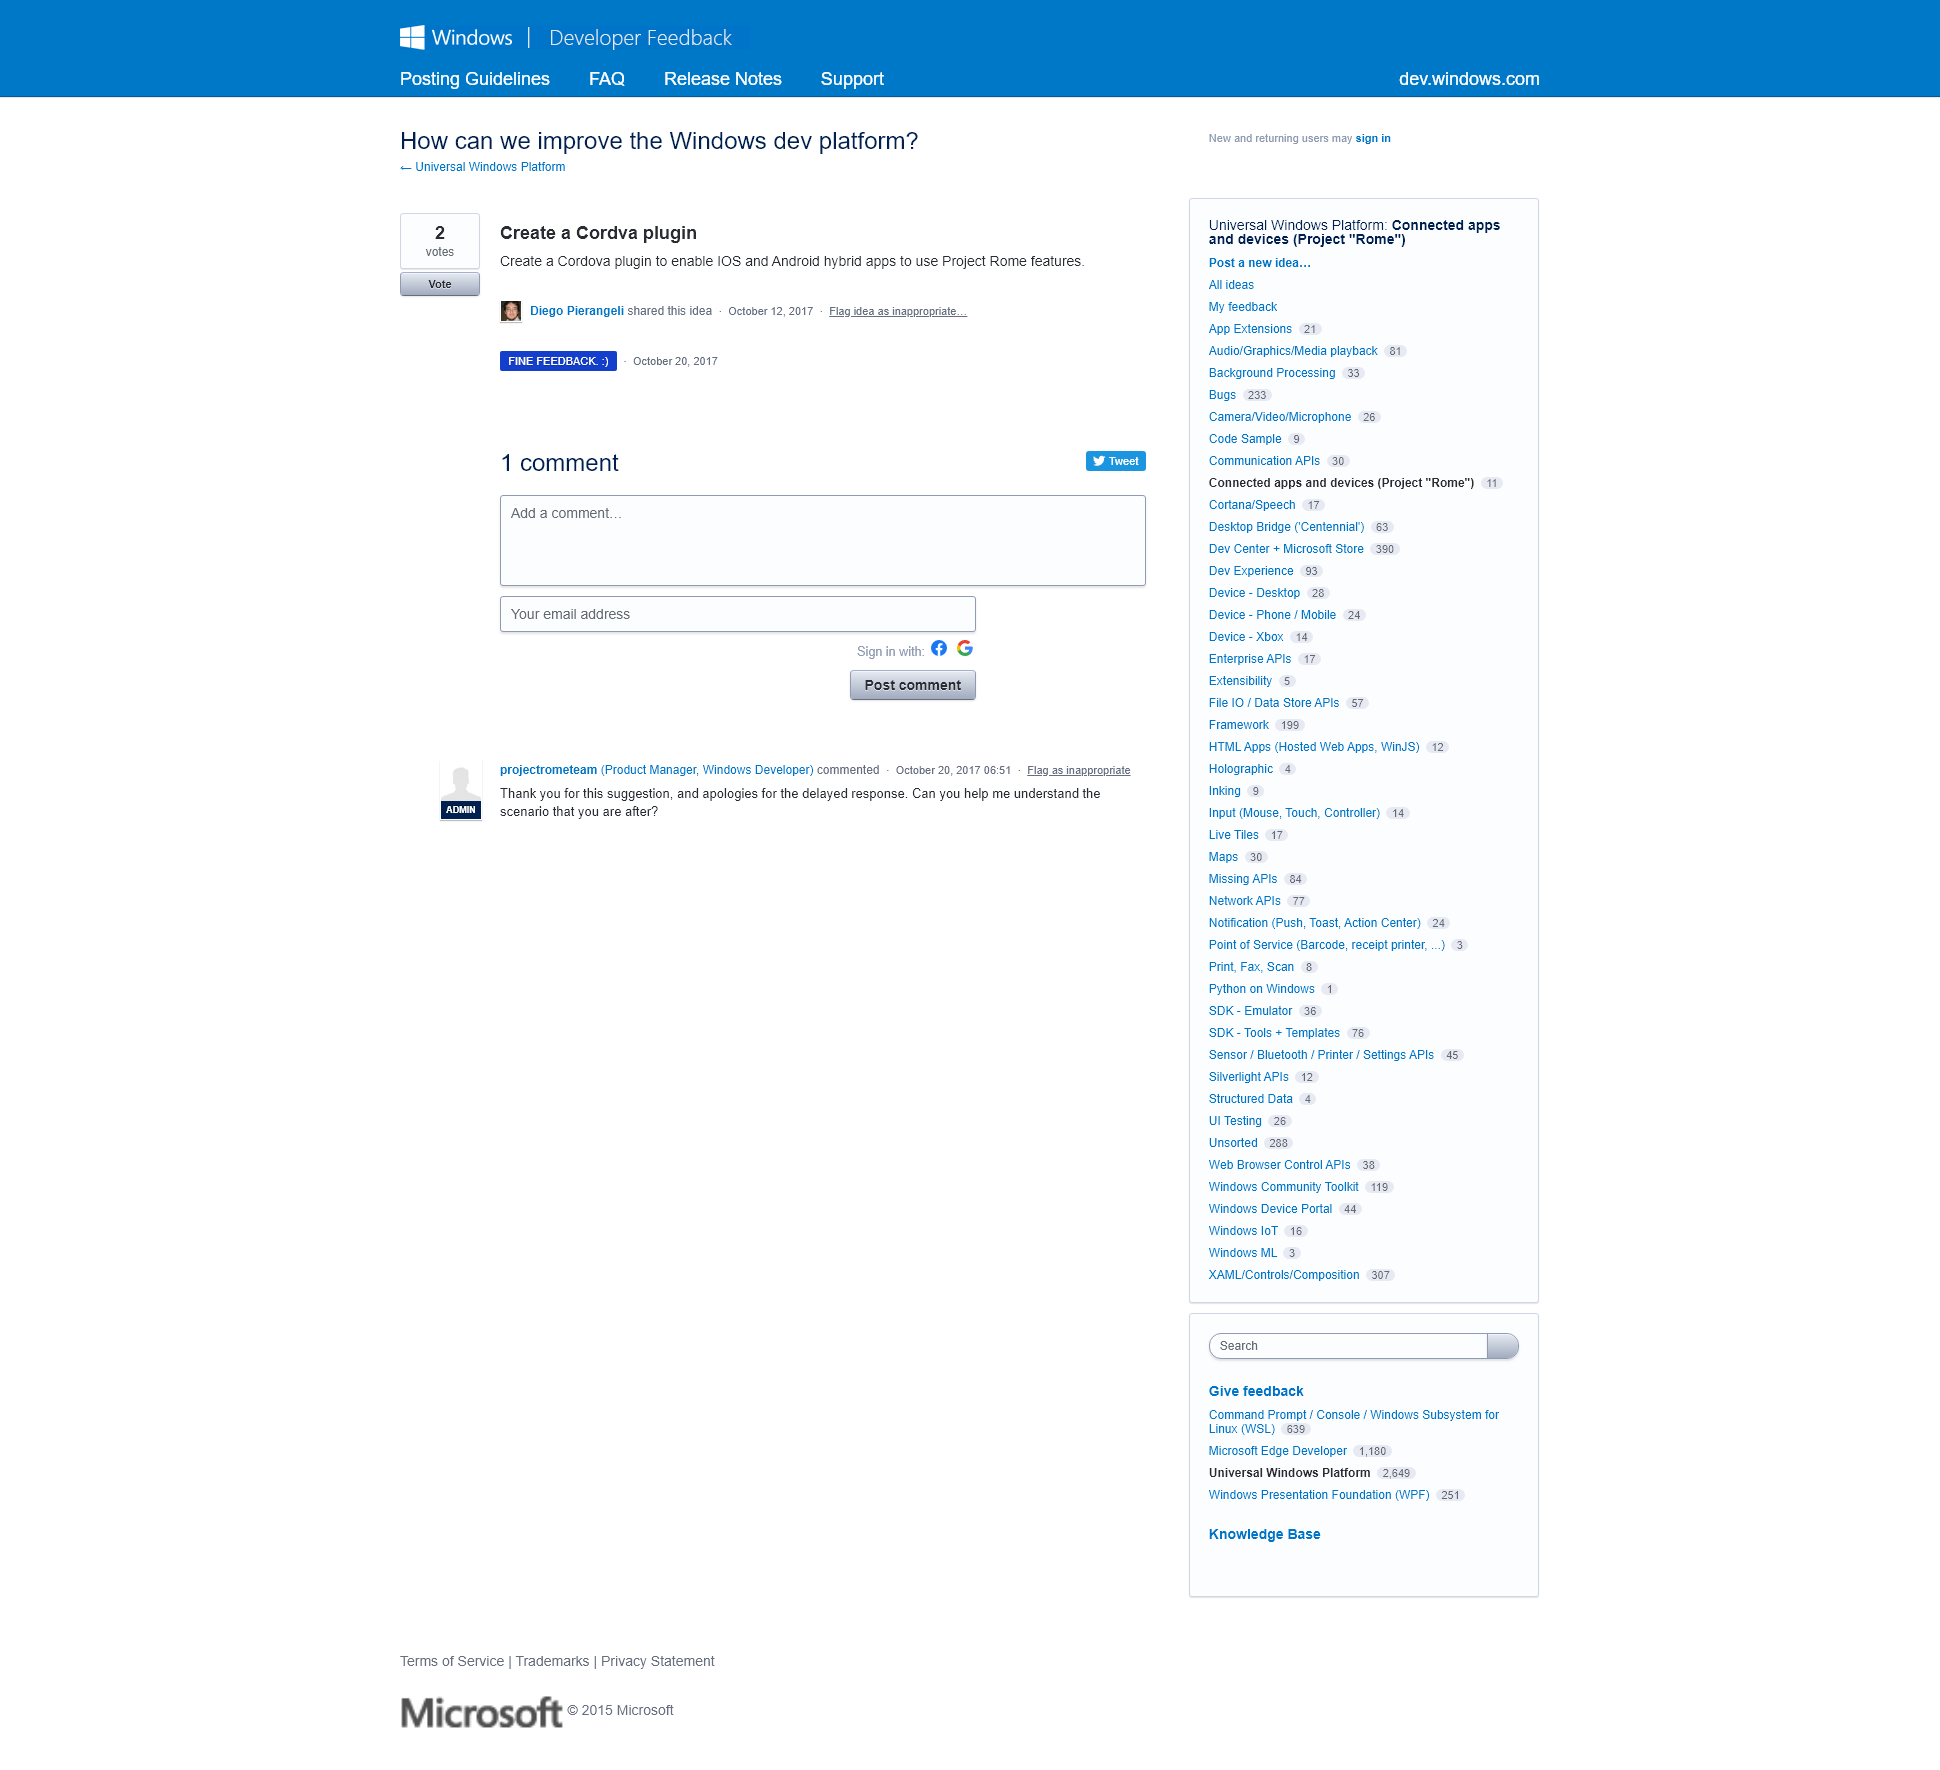 Windows | Developer Feedback
Posting Guidelines FAQ Release Notes Support dev.windows.com
How can we improve the Windows dev platform?
← Universal Windows Platform
New and returning users may sign in
2
votes
Vote
Create a Cordva plugin
Create a Cordova plugin to enable IOS and Android hybrid apps to use Project Rome features.
Diego Pierangeli shared this idea · October 12, 2017 · Flag idea as inappropriate…
FINE FEEDBACK. :) · October 20, 2017
1 comment
Tweet
Add a comment…
Your email address
Sign in with:
Post comment
ADMIN
projectrometeam (Product Manager, Windows Developer) commented · October 20, 2017 06:51 · Flag as inappropriate
Thank you for this suggestion, and apologies for the delayed response. Can you help me understand the
scenario that you are after?
Universal Windows Platform: Connected apps
and devices (Project "Rome")
Post a new idea…
All ideas
My feedback
App Extensions 21
Audio/Graphics/Media playback 81
Background Processing 33
Bugs 233
Camera/Video/Microphone 26
Code Sample 9
Communication APIs 30
Connected apps and devices (Project "Rome") 11
Cortana/Speech 17
Desktop Bridge ('Centennial') 63
Dev Center + Microsoft Store 390
Dev Experience 93
Device - Desktop 28
Device - Phone / Mobile 24
Device - Xbox 14
Enterprise APIs 17
Extensibility 5
File IO / Data Store APIs 57
Framework 199
HTML Apps (Hosted Web Apps, WinJS) 12
Holographic 4
Inking 9
Input (Mouse, Touch, Controller) 14
Live Tiles 17
Maps 30
Missing APIs 84
Network APIs 77
Notification (Push, Toast, Action Center) 24
Point of Service (Barcode, receipt printer, ...) 3
Print, Fax, Scan 8
Python on Windows 1
SDK - Emulator 36
SDK - Tools + Templates 76
Sensor / Bluetooth / Printer / Settings APIs 45
Silverlight APIs 12
Structured Data 4
UI Testing 26
Unsorted 288
Web Browser Control APIs 38
Windows Community Toolkit 119
Windows Device Portal 44
Windows IoT 16
Windows ML 3
XAML/Controls/Composition 307
Search
Give feedback
Command Prompt / Console / Windows Subsystem for
Linux (WSL) 639
Microsoft Edge Developer 1,180
Universal Windows Platform 2,649
Windows Presentation Foundation (WPF) 251
Knowledge Base
Terms of Service | Trademarks | Privacy Statement
Microsoft © 2015 Microsoft